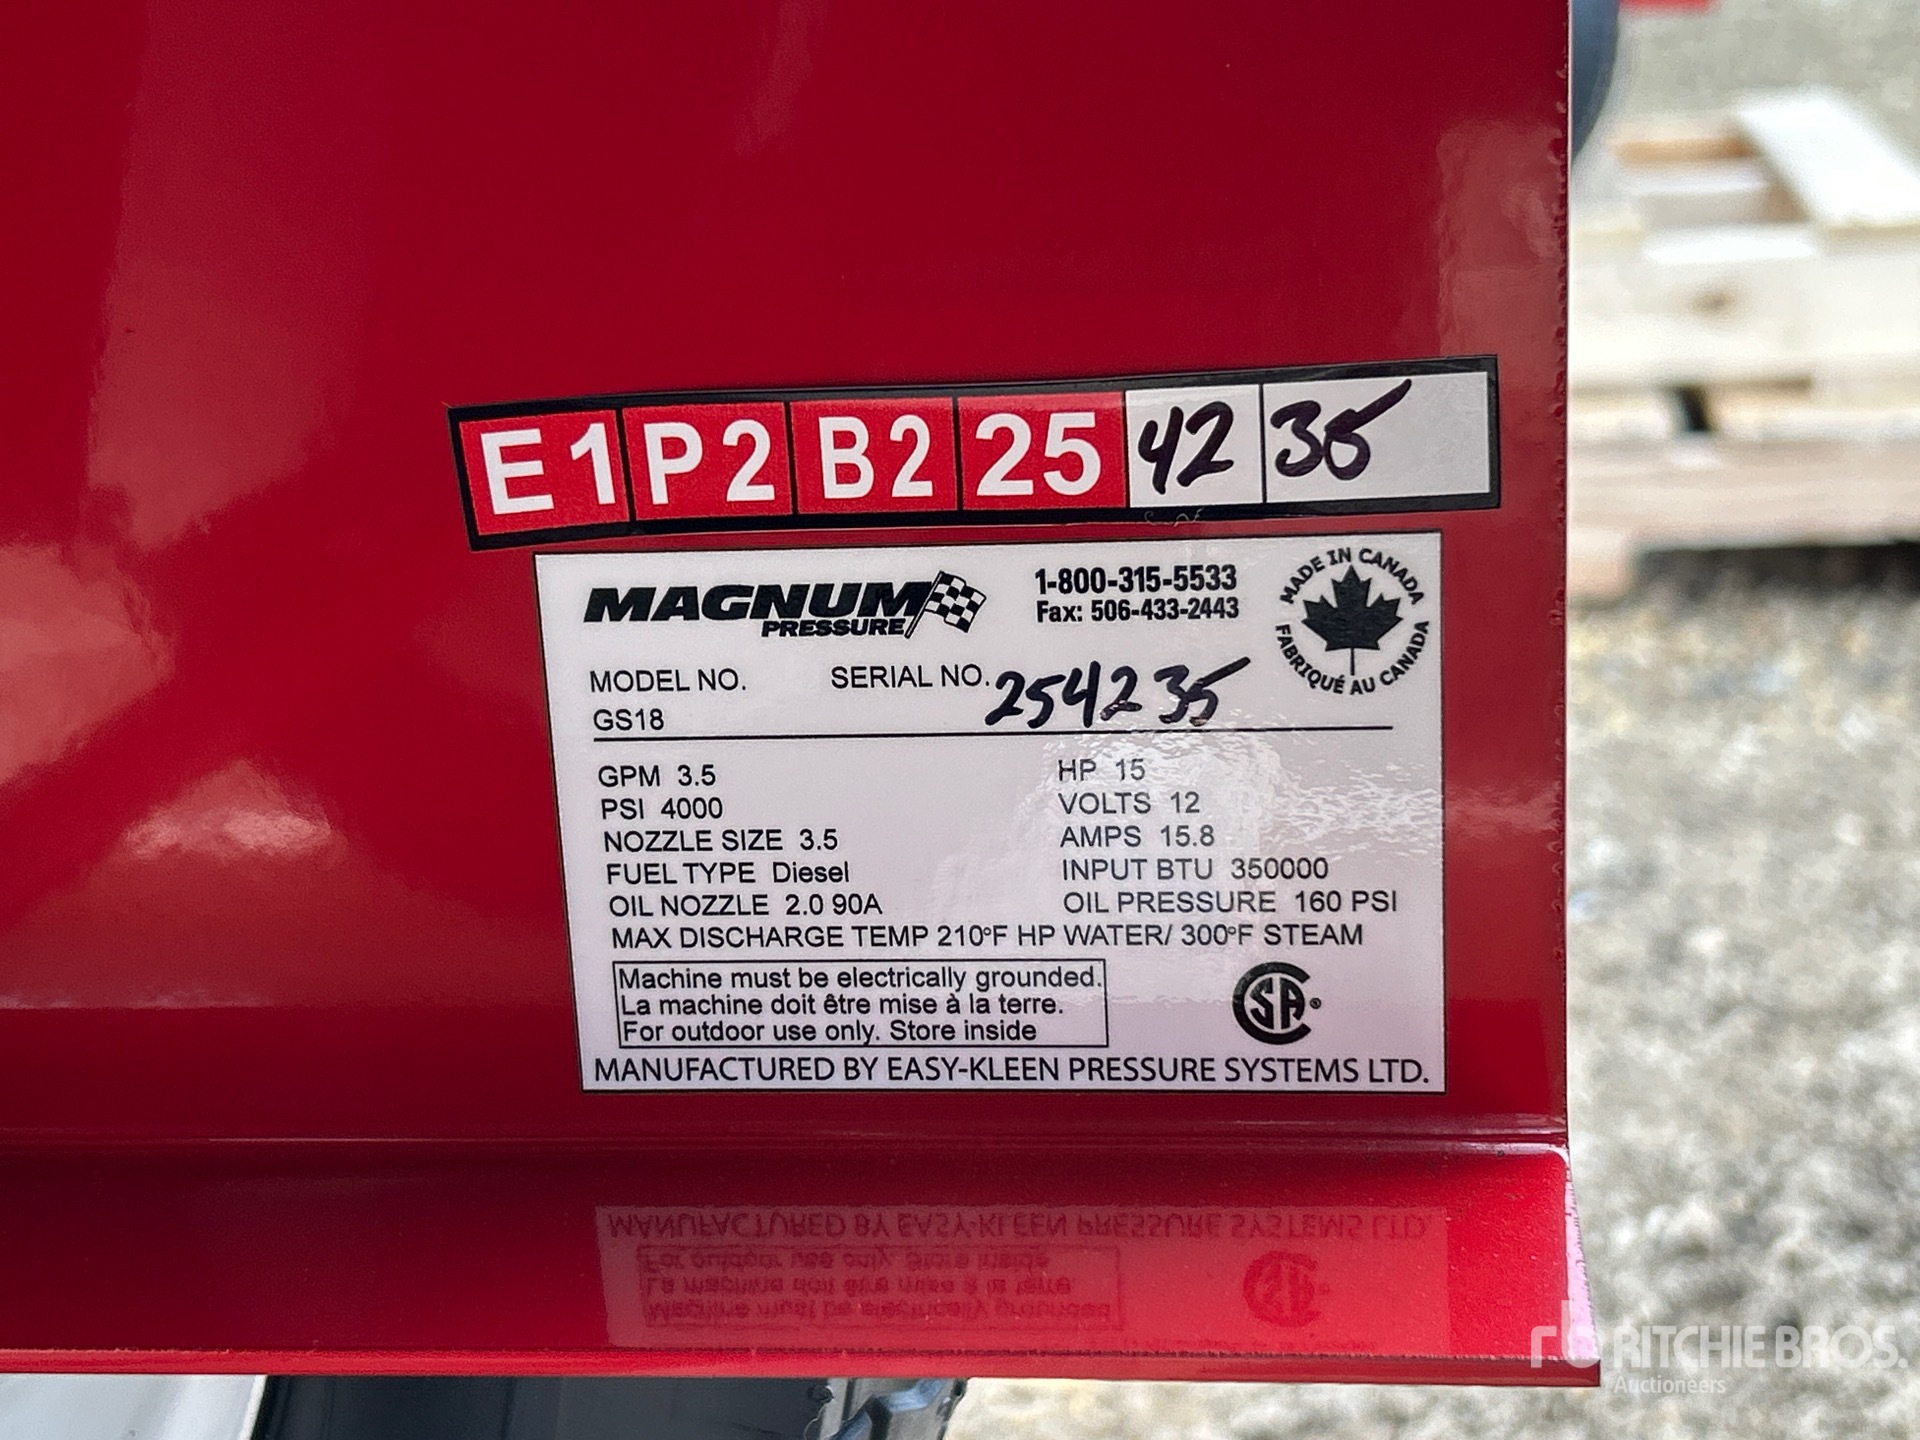 E1 P2 B2 25 42 35
MAGNUM
PRESSURE
1-800-315-5533
Fax: 506-433-2443
MADE IN CANADA
FABRIQUÉ AU CANADA
MODEL NO.
GS18
SERIAL NO. 254235
GPM 3.5
PSI 4000
NOZZLE SIZE 3.5
FUEL TYPE Diesel
OIL NOZZLE 2.0 90A
HP 15
VOLTS 12
AMPS 15.8
INPUT BTU 350000
OIL PRESSURE 160 PSI
MAX DISCHARGE TEMP 210°F HP WATER/ 300°F STEAM
Machine must be electrically grounded.
La machine doit être mise à la terre.
For outdoor use only. Store inside
SA®
MANUFACTURED BY EASY-KLEEN PRESSURE SYSTEMS LTD.
rb RITCHIE BROS.
Auctioneers